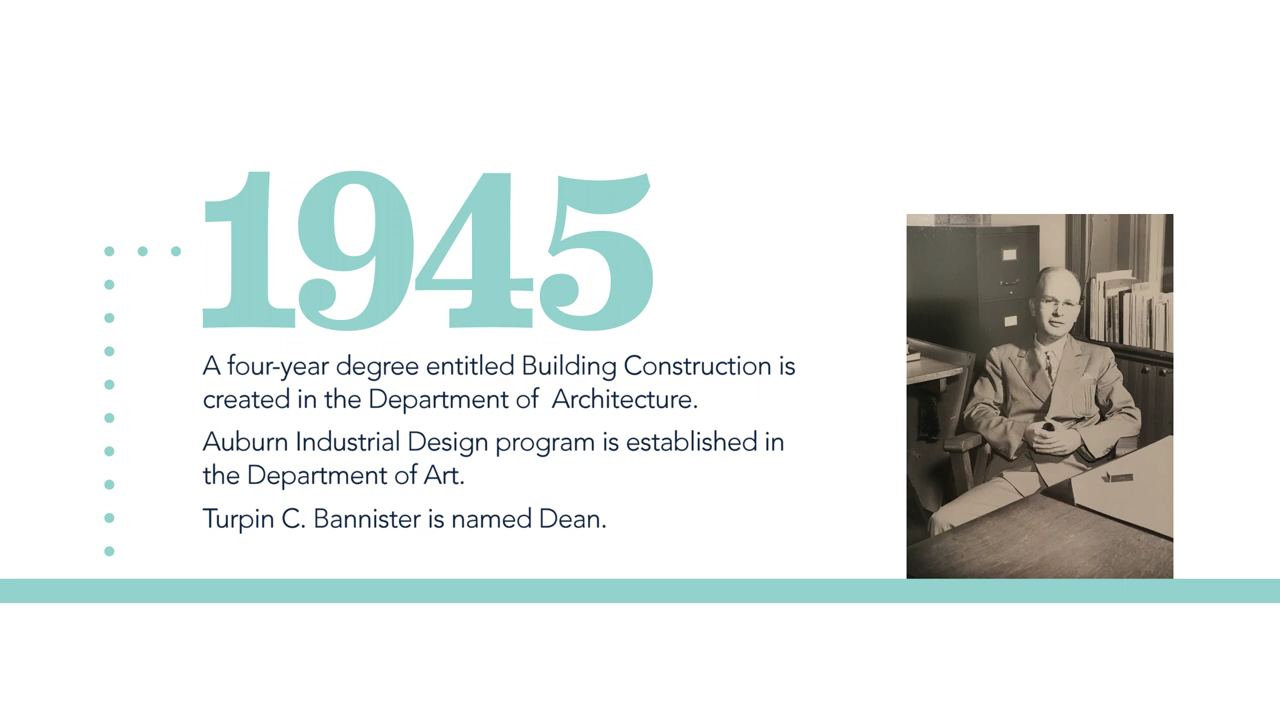 1945
A four-year degree entitled Building Construction is
created in the Department of Architecture.
Auburn Industrial Design program is established in
the Department of Art.
Turpin C. Bannister is named Dean.